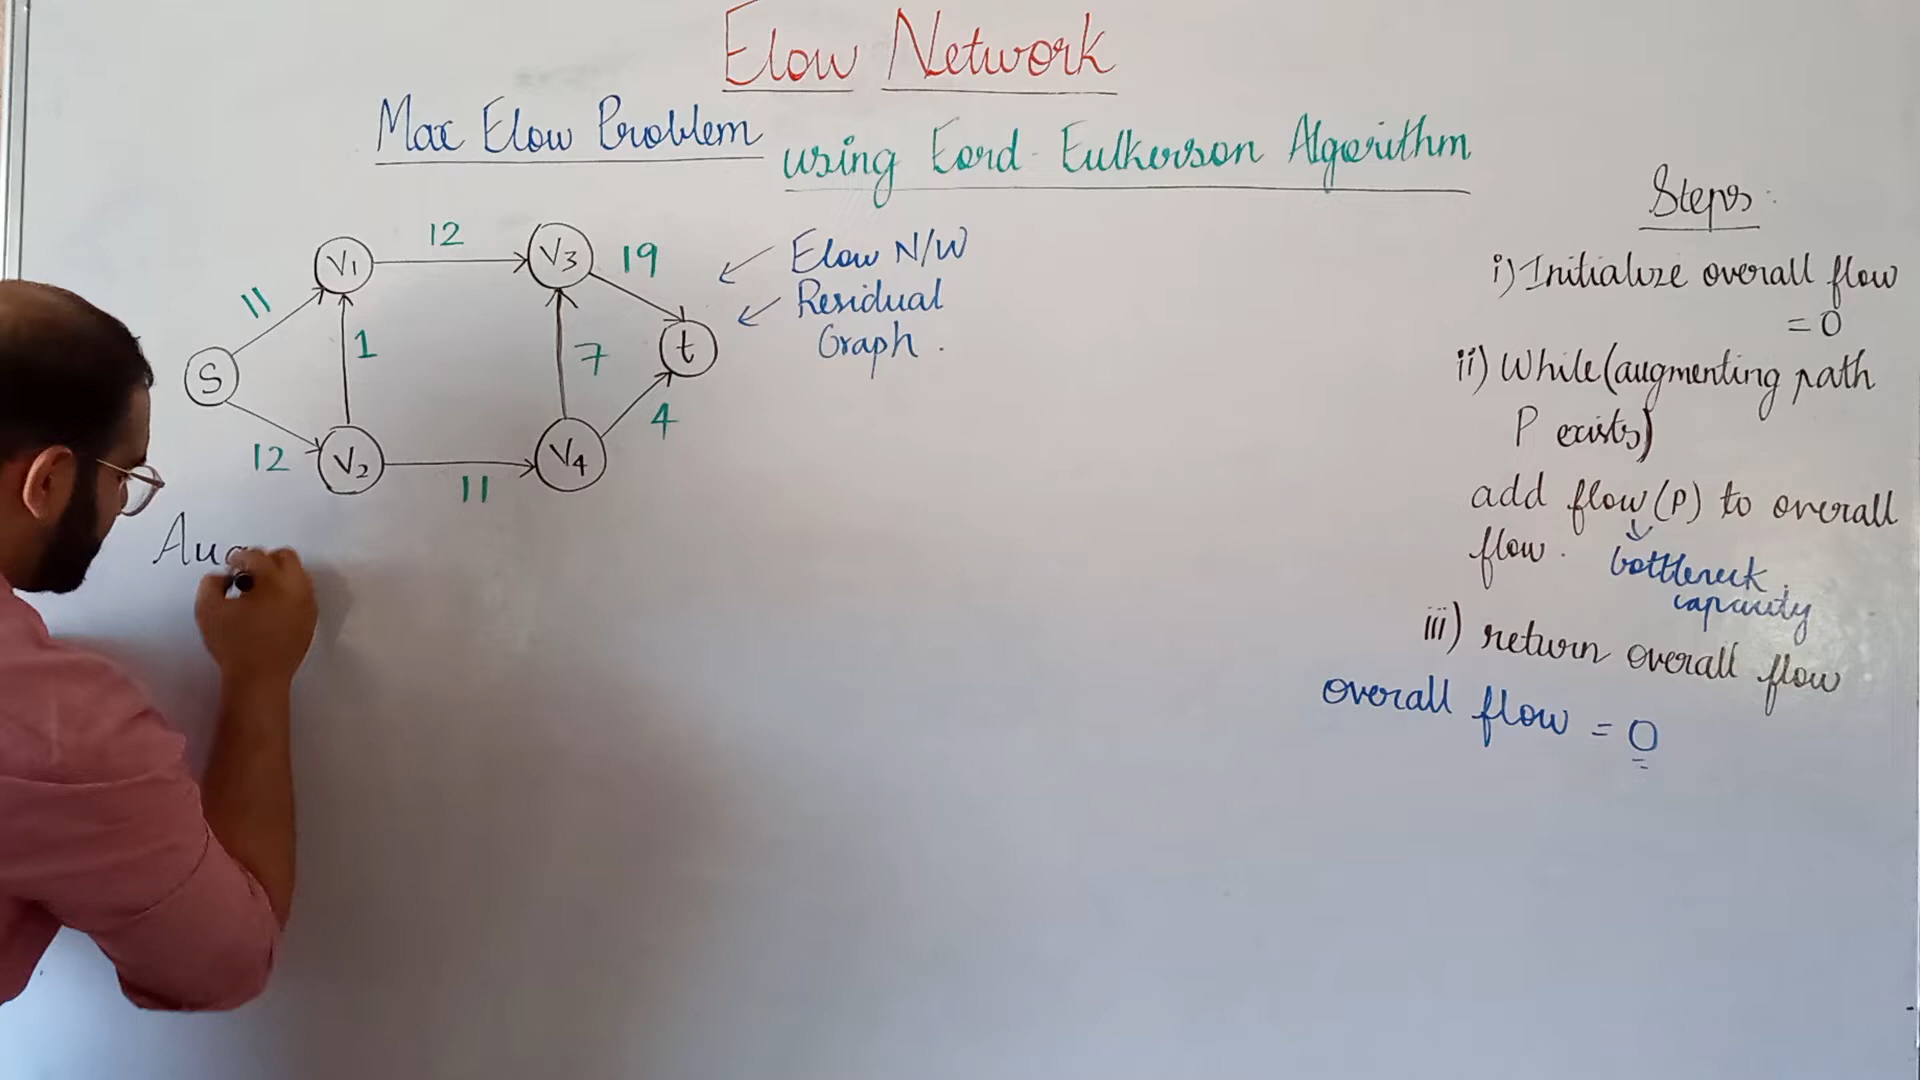 Flow Network
Max Flow Problem
using Ford-Fulkerson Algorithm
Steps:
i) Initialize overall flow
= 0
ii) While (augmenting path
P exists)
add flow (P) to overall
flow.
bottleneck
capacity
iii) return overall flow
overall flow = 0
Flow N/W
Residual
Graph.
12
V1
V3
19
11
1
7
t
S
4
12
V2
V4
11
Aug